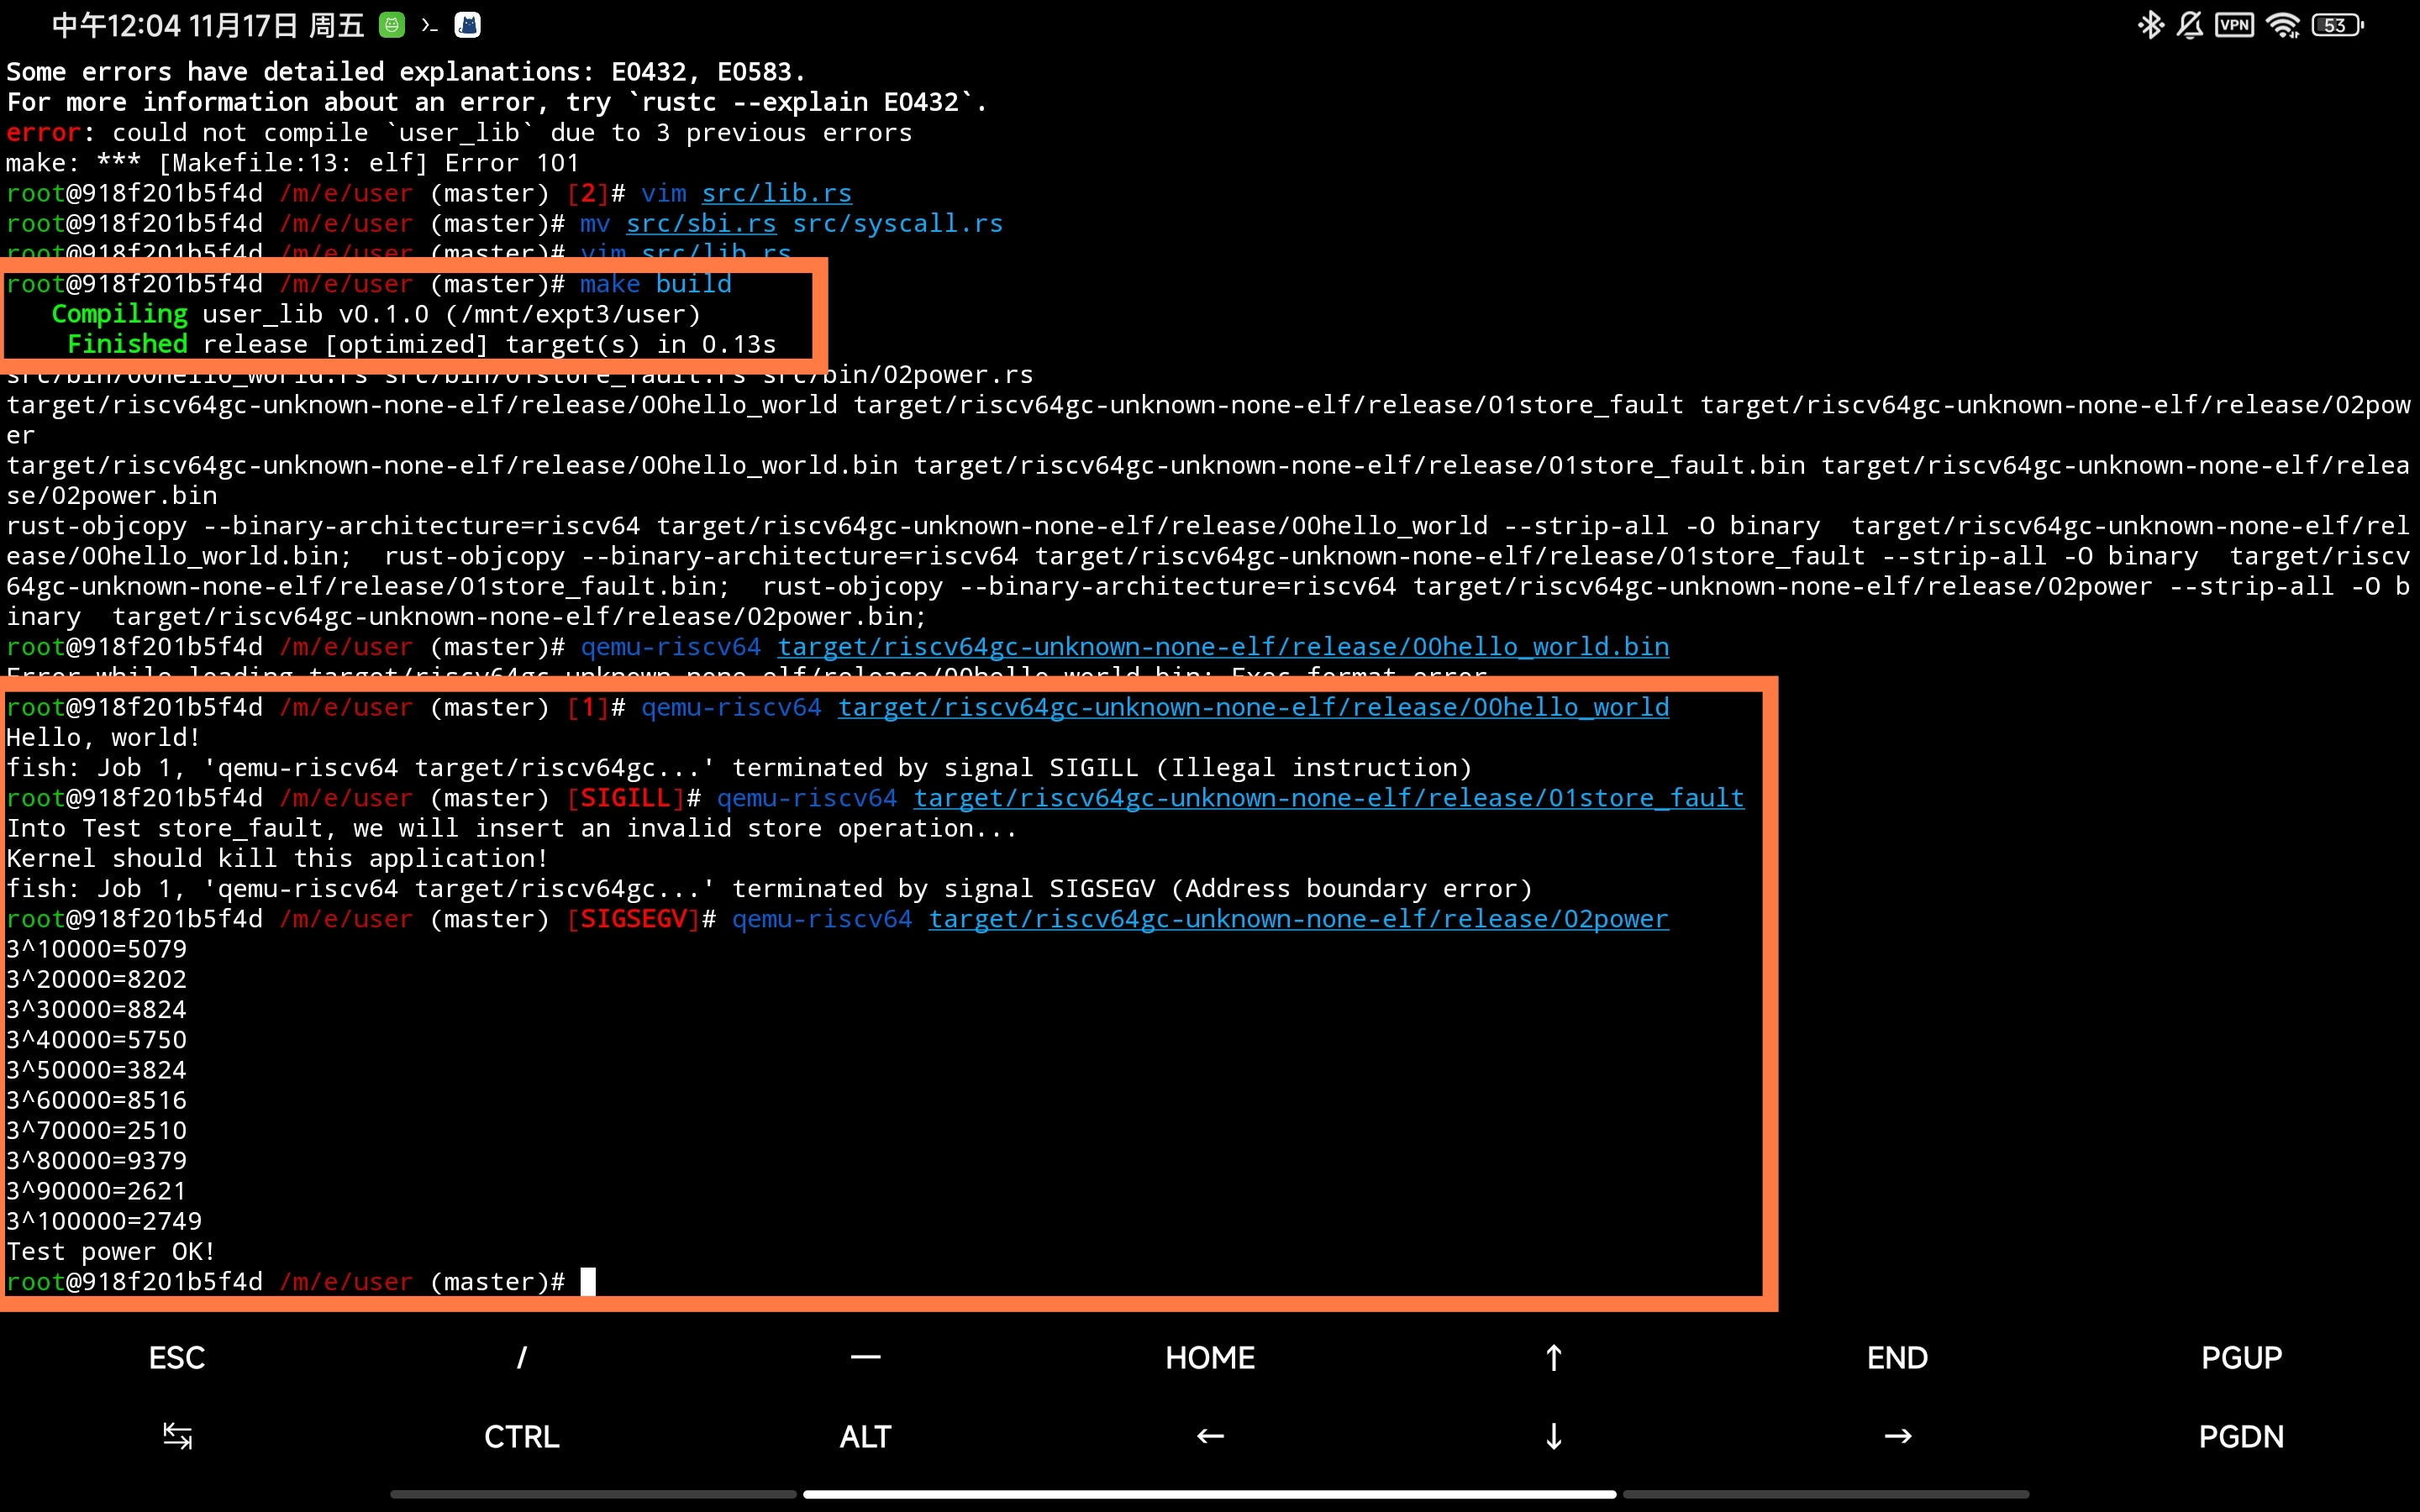 中午12:04 11月17日 周五
VPN 53
Some errors have detailed explanations: E0432, E0583.
For more information about an error, try `rustc --explain E0432`.
error: could not compile `user_lib` due to 3 previous errors
make: *** [Makefile:13: elf] Error 101
root@918f201b5f4d /m/e/user (master) [2]# vim src/lib.rs
root@918f201b5f4d /m/e/user (master)# mv src/sbi.rs src/syscall.rs
root@918f201b5f4d /m/e/user (master)# vim src/lib.rs
root@918f201b5f4d /m/e/user (master)# make build
Compiling user_lib v0.1.0 (/mnt/expt3/user)
Finished release [optimized] target(s) in 0.13s
src/bin/00hello_world.rs src/bin/01store_fault.rs src/bin/02power.rs
target/riscv64gc-unknown-none-elf/release/00hello_world target/riscv64gc-unknown-none-elf/release/01store_fault target/riscv64gc-unknown-none-elf/release/02pow
er
target/riscv64gc-unknown-none-elf/release/00hello_world.bin target/riscv64gc-unknown-none-elf/release/01store_fault.bin target/riscv64gc-unknown-none-elf/relea
se/02power.bin
rust-objcopy --binary-architecture=riscv64 target/riscv64gc-unknown-none-elf/release/00hello_world --strip-all -O binary  target/riscv64gc-unknown-none-elf/rel
ease/00hello_world.bin;  rust-objcopy --binary-architecture=riscv64 target/riscv64gc-unknown-none-elf/release/01store_fault --strip-all -O binary  target/riscv
64gc-unknown-none-elf/release/01store_fault.bin;  rust-objcopy --binary-architecture=riscv64 target/riscv64gc-unknown-none-elf/release/02power --strip-all -O b
inary  target/riscv64gc-unknown-none-elf/release/02power.bin;
root@918f201b5f4d /m/e/user (master)# qemu-riscv64 target/riscv64gc-unknown-none-elf/release/00hello_world.bin
Error while loading target/riscv64gc-unknown-none-elf/release/00hello_world.bin: Exec format error
root@918f201b5f4d /m/e/user (master) [1]# qemu-riscv64 target/riscv64gc-unknown-none-elf/release/00hello_world
Hello, world!
fish: Job 1, 'qemu-riscv64 target/riscv64gc...' terminated by signal SIGILL (Illegal instruction)
root@918f201b5f4d /m/e/user (master) [SIGILL]# qemu-riscv64 target/riscv64gc-unknown-none-elf/release/01store_fault
Into Test store_fault, we will insert an invalid store operation...
Kernel should kill this application!
fish: Job 1, 'qemu-riscv64 target/riscv64gc...' terminated by signal SIGSEGV (Address boundary error)
root@918f201b5f4d /m/e/user (master) [SIGSEGV]# qemu-riscv64 target/riscv64gc-unknown-none-elf/release/02power
3^10000=5079
3^20000=8202
3^30000=8824
3^40000=5750
3^50000=3824
3^60000=8516
3^70000=2510
3^80000=9379
3^90000=2621
3^100000=2749
Test power OK!
root@918f201b5f4d /m/e/user (master)#
ESC / — HOME ↑ END PGUP
↹ CTRL ALT ← ↓ → PGDN